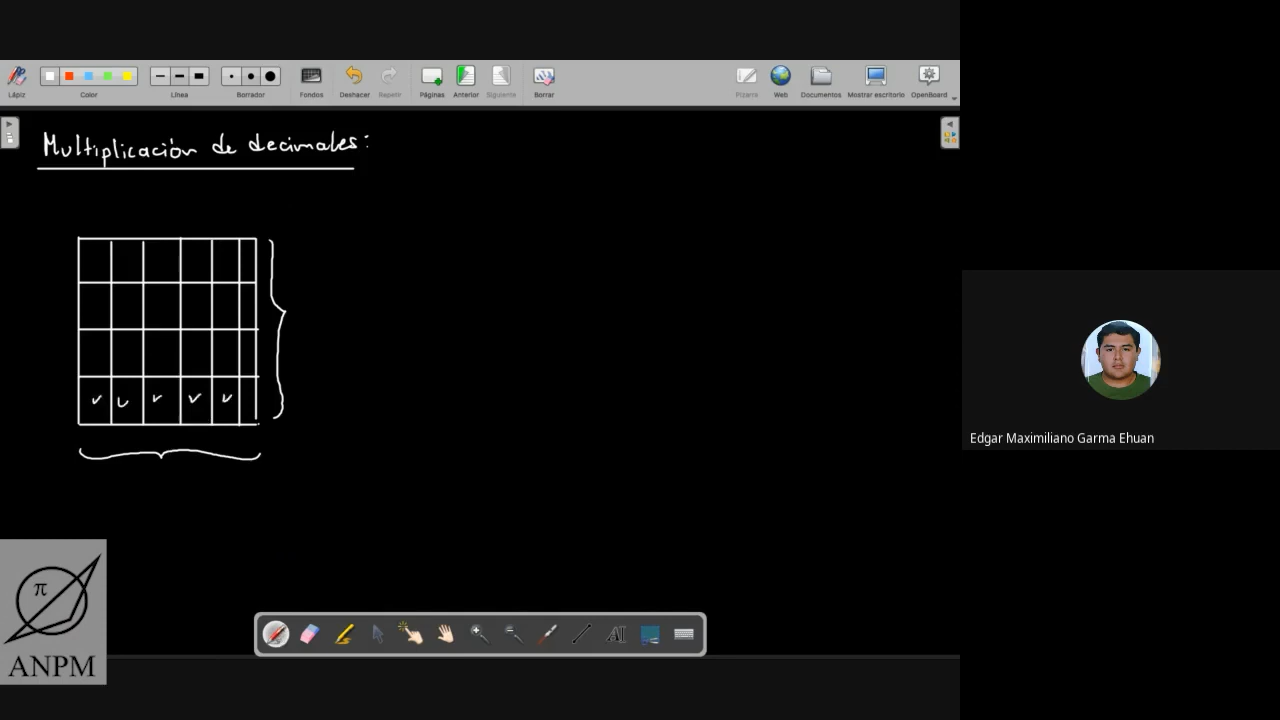 Lápiz Color Línea Borrador Fondos Deshacer Repetir Páginas Anterior Siguiente Borrar Pizarra Web Documentos Mostrar escritorio OpenBoard
Multiplicación de decimales:
Edgar Maximiliano Garma Ehuan
π
ANPM
AI